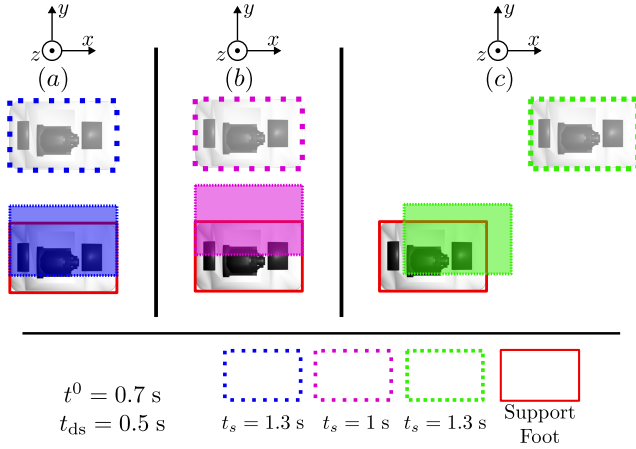 y
y
y
z x
z x
z x
(a)
(b)
(c)
t⁰ = 0.7 s
t_ds = 0.5 s
t_s = 1.3 s
t_s = 1 s
t_s = 1.3 s
Support
Foot